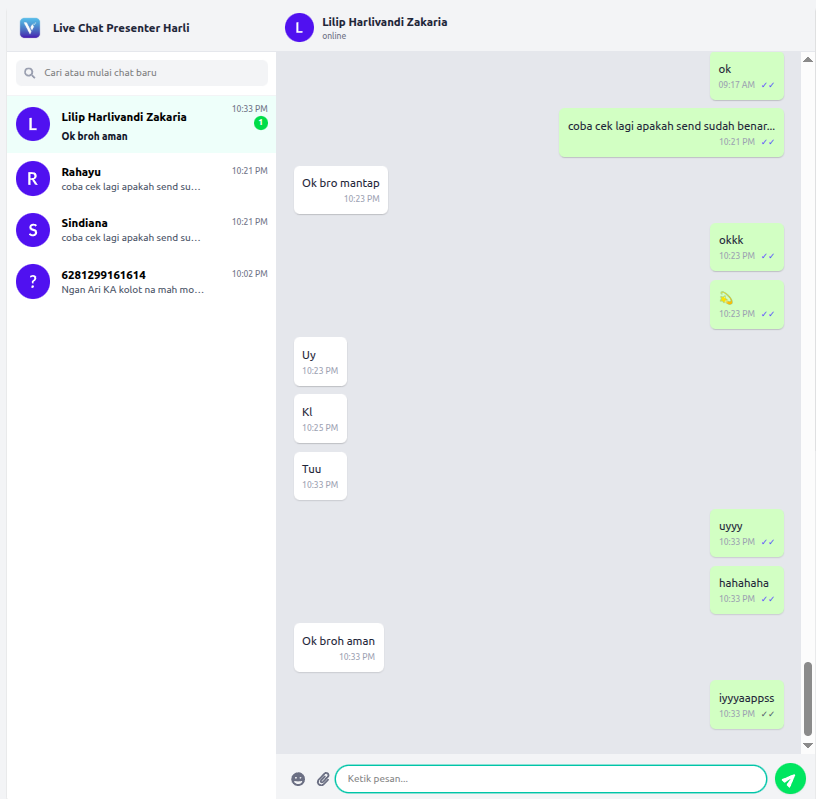 Live Chat Presenter Harli
Cari atau mulai chat baru
L
Lilip Harlivandi Zakaria
10:33 PM
Ok broh aman
1
R
Rahayu
10:21 PM
coba cek lagi apakah send su...
S
Sindiana
10:21 PM
coba cek lagi apakah send su...
?
6281299161614
10:02 PM
Ngan Ari KA kolot na mah mo...
L
Lilip Harlivandi Zakaria
online
ok
09:17 AM ✓✓
coba cek lagi apakah send sudah benar...
10:21 PM ✓✓
Ok bro mantap
10:23 PM
okkk
10:23 PM ✓✓
💫
10:23 PM ✓✓
Uy
10:23 PM
Kl
10:25 PM
Tuu
10:33 PM
uyyy
10:33 PM ✓✓
hahahaha
10:33 PM ✓✓
Ok broh aman
10:33 PM
iyyyaappss
10:33 PM ✓✓
Ketik pesan...